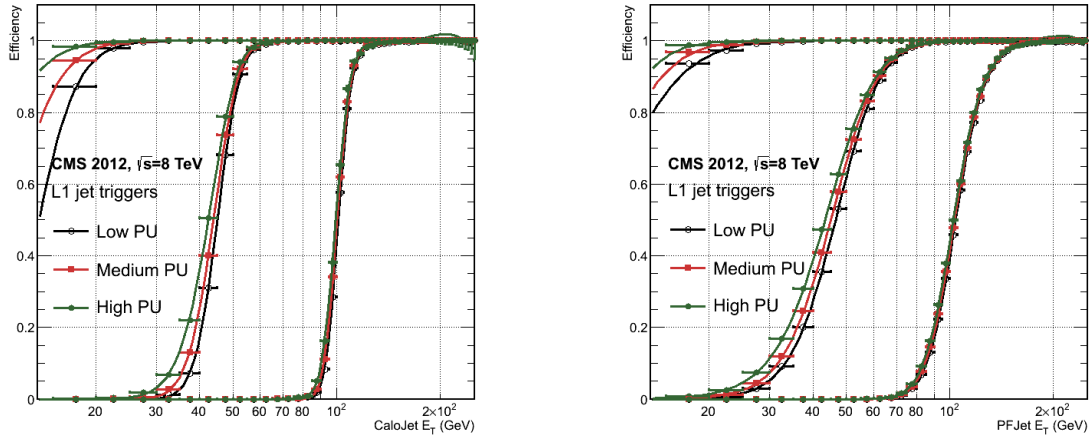 Efficiency
1
0.8
0.6
0.4
0.2
0
CMS 2012, √s=8 TeV
L1 jet triggers
Low PU
Medium PU
High PU
20 30 40 50 60 70 80 10² 2×10²
CaloJet E_T (GeV)
Efficiency
1
0.8
0.6
0.4
0.2
0
CMS 2012, √s=8 TeV
L1 jet triggers
Low PU
Medium PU
High PU
20 30 40 50 60 70 80 10² 2×10²
PFJet E_T (GeV)